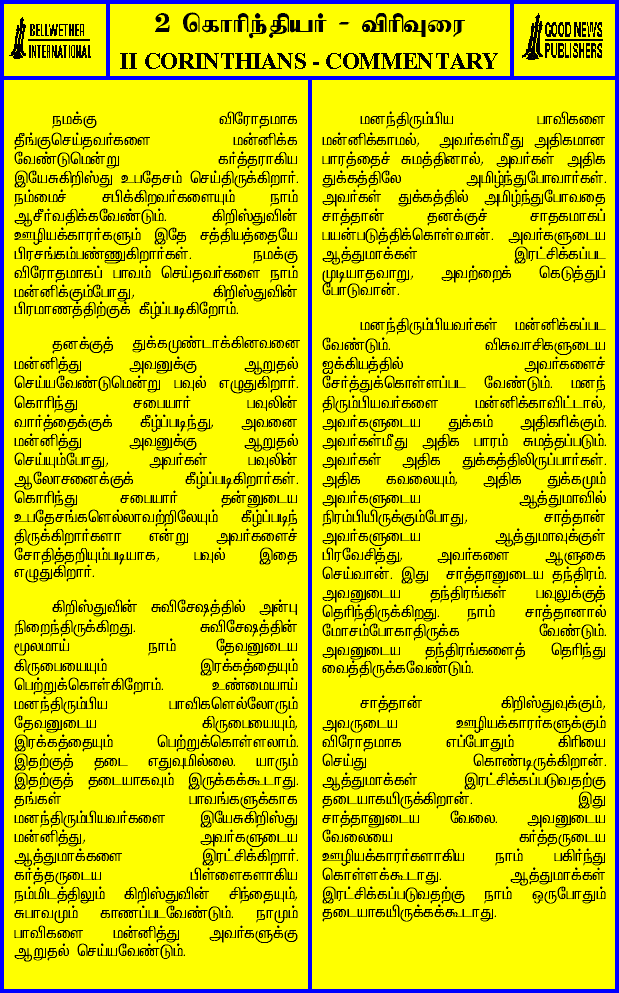 BELLWETHER
INTERNATIONAL
2 கொரிந்தியர் - விரிவுரை
II CORINTHIANS - COMMENTARY
GOOD NEWS
PUBLISHERS
நமக்கு விரோதமாக
தீங்குசெய்தவர்களை மன்னிக்க
வேண்டுமென்று கர்த்தராகிய
இயேசுகிறிஸ்து உபதேசம் செய்திருக்கிறார்.
நம்மைச் சபிக்கிறவர்களையும் நாம்
ஆசீர்வதிக்கவேண்டும். கிறிஸ்துவின்
ஊழியக்காரர்களும் இதே சத்தியத்தையே
பிரசங்கம்பண்ணுகிறார்கள். நமக்கு
விரோதமாகப் பாவம் செய்தவர்களை நாம்
மன்னிக்கும்போது, கிறிஸ்துவின்
பிரமாணத்திற்குக் கீழ்ப்படிகிறோம்.
தனக்குத் துக்கமுண்டாக்கினவனை
மன்னித்து அவனுக்கு ஆறுதல்
செய்யவேண்டுமென்று பவுல் எழுதுகிறார்.
கொரிந்து சபையார் பவுலின்
வார்த்தைக்குக் கீழ்ப்படிந்து, அவனை
மன்னித்து அவனுக்கு ஆறுதல்
செய்யும்போது, அவர்கள் பவுலின்
ஆலோசனைக்குக் கீழ்ப்படிகிறார்கள்.
கொரிந்து சபையார் தன்னுடைய
உபதேசங்களெல்லாவற்றிலேயும் கீழ்ப்படிந்
திருக்கிறார்களா என்று அவர்களைச்
சோதித்தறியும்படியாக, பவுல் இதை
எழுதுகிறார்.
கிறிஸ்துவின் சுவிசேஷத்தில் அன்பு
நிறைந்திருக்கிறது. சுவிசேஷத்தின்
மூலமாய் நாம் தேவனுடைய
கிருபையையும் இரக்கத்தையும்
பெற்றுக்கொள்கிறோம். உண்மையாய்
மனந்திரும்பிய பாவிகளெல்லோரும்
தேவனுடைய கிருபையையும்,
இரக்கத்தையும் பெற்றுக்கொள்ளலாம்.
இதற்குத் தடை எதுவுமில்லை. யாரும்
இதற்குத் தடையாகவும் இருக்கக்கூடாது.
தங்கள் பாவங்களுக்காக
மனந்திரும்பியவர்களை இயேசுகிறிஸ்து
மன்னித்து, அவர்களுடைய
ஆத்துமாக்களை இரட்சிக்கிறார்.
கர்த்தருடைய பிள்ளைகளாகிய
நம்மிடத்திலும் கிறிஸ்துவின் சிந்தையும்,
சுபாவமும் காணப்படவேண்டும். நாமும்
பாவிகளை மன்னித்து அவர்களுக்கு
ஆறுதல் செய்யவேண்டும்.
மனந்திரும்பிய பாவிகளை
மன்னிக்காமல், அவர்கள்மீது அதிகமான
பாரத்தைச் சுமத்தினால், அவர்கள் அதிக
துக்கத்திலே அமிழ்ந்துபோவார்கள்.
அவர்கள் துக்கத்தில் அமிழ்ந்துபோவதை
சாத்தான் தனக்குச் சாதகமாகப்
பயன்படுத்திக்கொள்வான். அவர்களுடைய
ஆத்துமாக்கள் இரட்சிக்கப்பட
முடியாதவாறு, அவற்றைக் கெடுத்துப்
போடுவான்.
மனந்திரும்பியவர்கள் மன்னிக்கப்பட
வேண்டும். விசுவாசிகளுடைய
ஐக்கியத்தில் அவர்களைச்
சேர்த்துக்கொள்ளப்பட வேண்டும். மனந்
திரும்பியவர்களை மன்னிக்காவிட்டால்,
அவர்களுடைய துக்கம் அதிகரிக்கும்.
அவர்கள்மீது அதிக பாரம் சுமத்தப்படும்.
அவர்கள் அதிக துக்கத்திலிருப்பார்கள்.
அதிக கவலையும், அதிக துக்கமும்
அவர்களுடைய ஆத்துமாவில்
நிரம்பியிருக்கும்போது, சாத்தான்
அவர்களுடைய ஆத்துமாவுக்குள்
பிரவேசித்து, அவர்களை ஆளுகை
செய்வான். இது சாத்தானுடைய தந்திரம்.
அவனுடைய தந்திரங்கள் பவுலுக்குத்
தெரிந்திருக்கிறது. நாம் சாத்தானால்
மோசம்போகாதிருக்க வேண்டும்.
அவனுடைய தந்திரங்களைத் தெரிந்து
வைத்திருக்கவேண்டும்.
சாத்தான் கிறிஸ்துவுக்கும்,
அவருடைய ஊழியக்காரர்களுக்கும்
விரோதமாக எப்போதும் கிரியை
செய்து கொண்டிருக்கிறான்.
ஆத்துமாக்கள் இரட்சிக்கப்படுவதற்கு
தடையாகயிருக்கிறான். இது
சாத்தானுடைய வேலை. அவனுடைய
வேலையை கர்த்தருடைய
ஊழியக்காரர்களாகிய நாம் பகிர்ந்து
கொள்ளக்கூடாது. ஆத்துமாக்கள்
இரட்சிக்கப்படுவதற்கு நாம் ஒருபோதும்
தடையாகயிருக்கக்கூடாது.